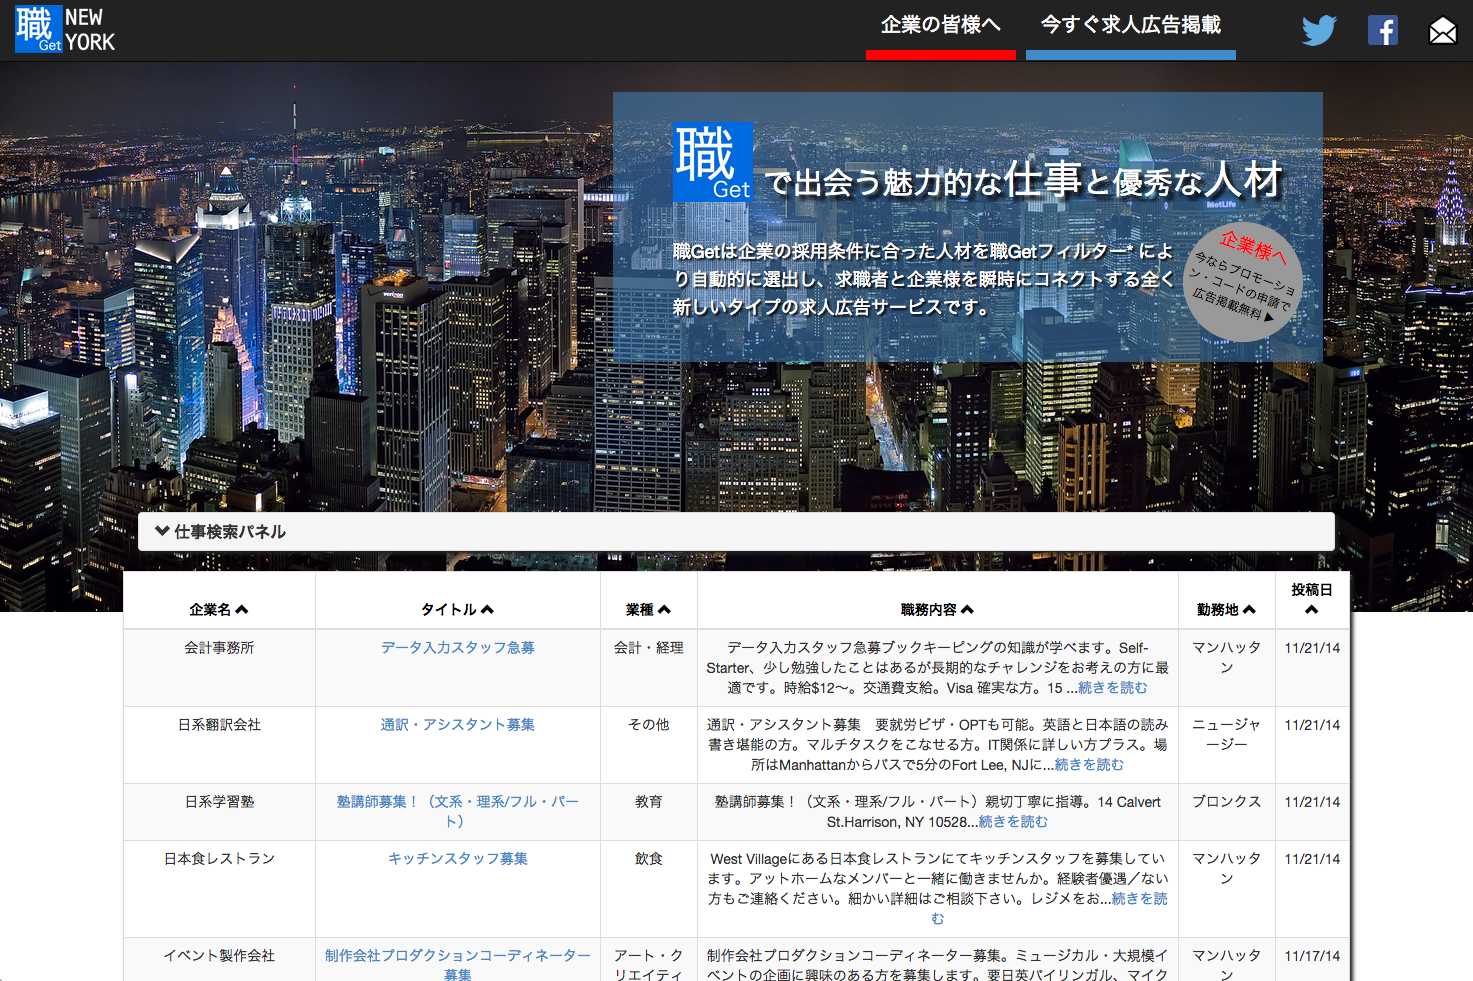 職 NEW
Get YORK
企業の皆様へ
今すぐ求人広告掲載
職
Get で出会う魅力的な仕事と優秀な人材
MetLife
職Getは企業の採用条件に合った人材を職Getフィルター* によ
り自動的に選出し、求職者と企業様を瞬時にコネクトする全く
新しいタイプの求人広告サービスです。
企業様へ
今ならプロモーショ
ン・コードの申請で
広告掲載無料 ▶
verizon
仕事検索パネル
企業名
タイトル
業種
職務内容
勤務地
投稿日
会計事務所
データ入力スタッフ急募
会計・経理
データ入力スタッフ急募ブックキーピングの知識が学べます。Self-
Starter、少し勉強したことはあるが長期的なチャレンジをお考えの方に最
適です。時給$12〜。交通費支給。Visa 確実な方。15 ...続きを読む
マンハッタ
ン
11/21/14
日系翻訳会社
通訳・アシスタント募集
その他
通訳・アシスタント募集　要就労ビザ・OPTも可能。英語と日本語の読み
書き堪能の方。マルチタスクをこなせる方。IT関係に詳しい方プラス。場
所はManhattanからバスで5分のFort Lee, NJに...続きを読む
ニュージャ
ージー
11/21/14
日系学習塾
塾講師募集！（文系・理系/フル・パー
ト）
教育
塾講師募集！（文系・理系/フル・パート）親切丁寧に指導。14 Calvert
St.Harrison, NY 10528...続きを読む
ブロンクス
11/21/14
日本食レストラン
キッチンスタッフ募集
飲食
West Villageにある日本食レストランにてキッチンスタッフを募集してい
ます。アットホームなメンバーと一緒に働きませんか。経験者優遇／ない
方もご連絡ください。細かい詳細はご相談下さい。レジメをお...続きを読
む
マンハッタ
ン
11/21/14
イベント製作会社
制作会社プロダクションコーディネーター
募集
アート・ク
リエイティ
制作会社プロダクションコーディネーター募集。ミュージカル・大規模イ
ベントの企画に興味のある方を募集します。要日英バイリンガル、マイク
マンハッタ
ン
11/17/14